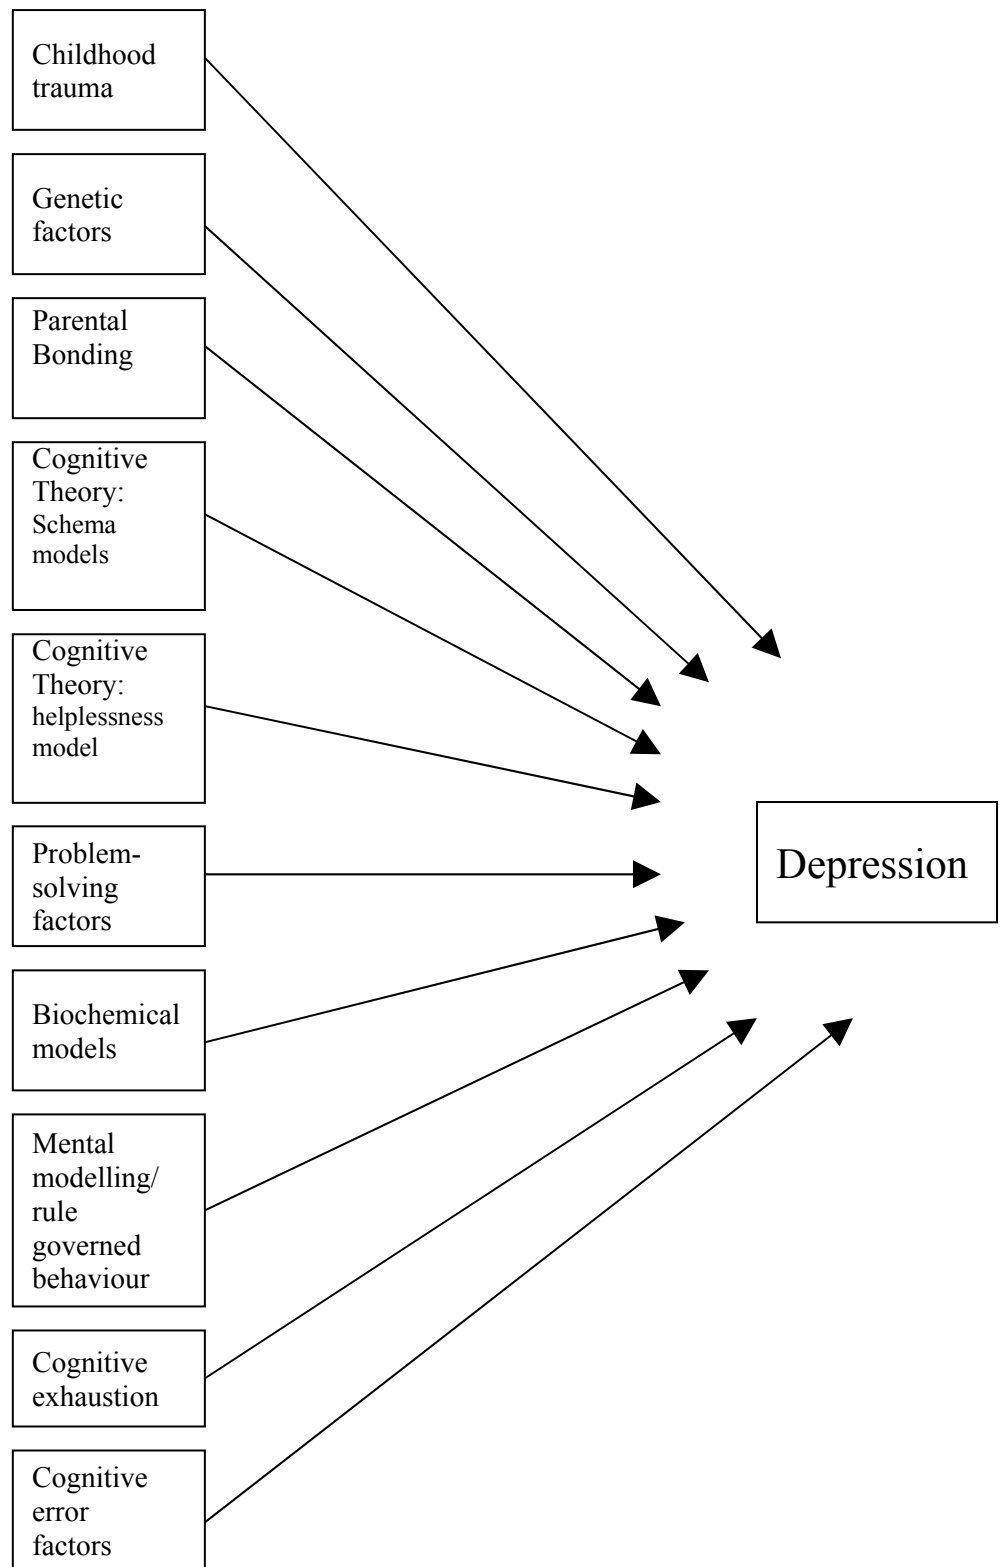 Childhood
trauma
Genetic
factors
Parental
Bonding
Cognitive
Theory:
Schema
models
Cognitive
Theory:
helplessness
model
Problem-
solving
factors
Depression
Biochemical
models
Mental
modelling/
rule
governed
behaviour
Cognitive
exhaustion
Cognitive
error
factors